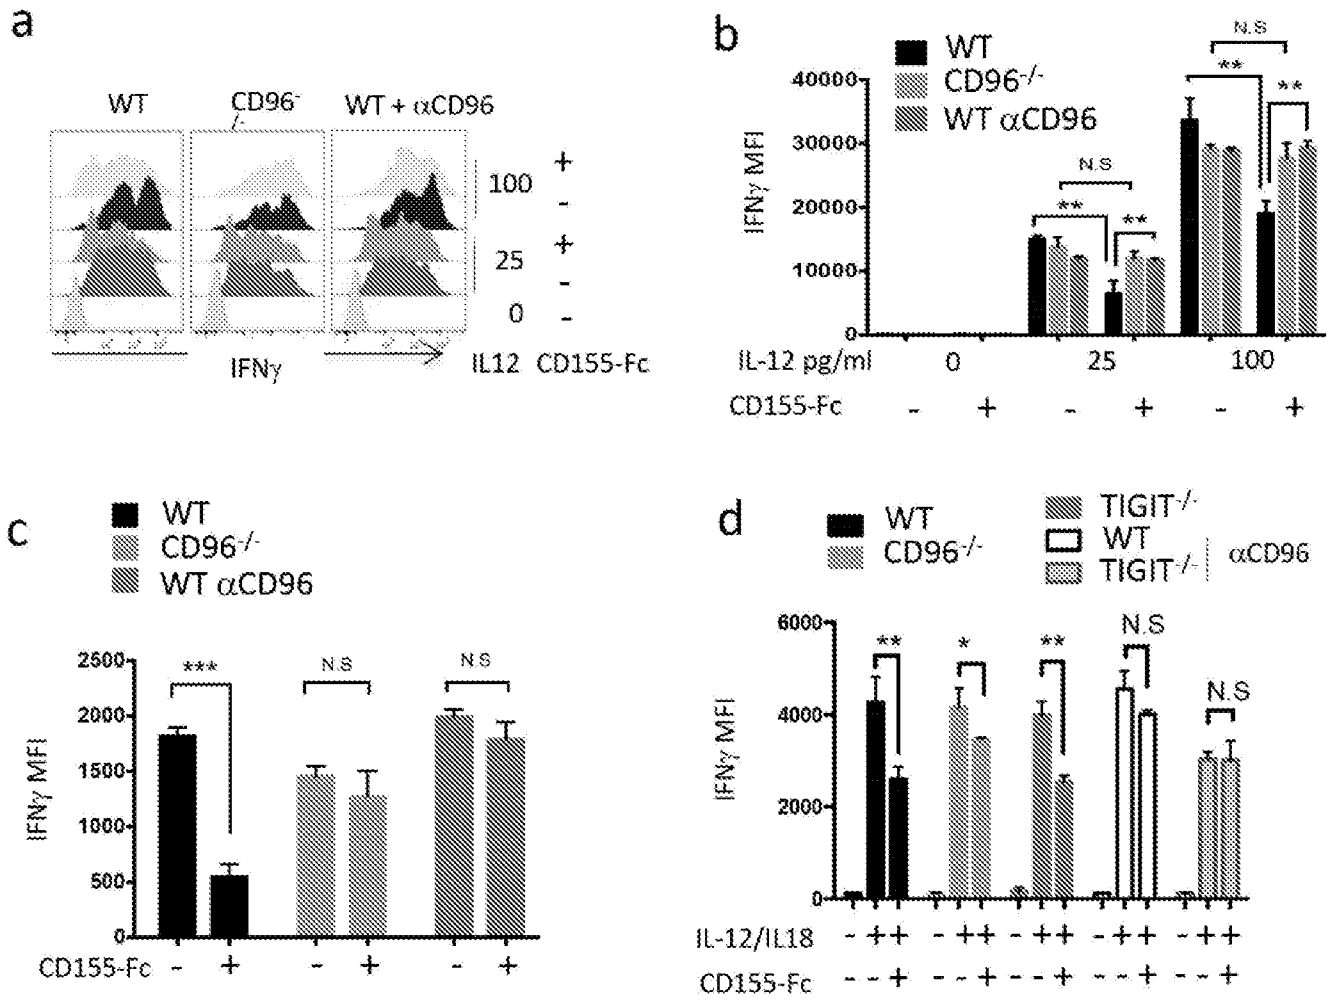 a
WT
CD96-
/-
WT + αCD96
100
+
-
25
+
-
0
-
IFNγ
IL12 CD155-Fc
b
WT
CD96-/-
WT αCD96
N.S
**
**
N.S
**
**
IFNγ MFI
40000
30000
20000
10000
0
IL-12 pg/ml 0 25 100
CD155-Fc - + - + - +
c
WT
CD96-/-
WT αCD96
***
N.S
N.S
IFNγ MFI
2500
2000
1500
1000
500
0
CD155-Fc - + - + - +
d
WT
CD96-/-
TIGIT-/-
WT
TIGIT-/-
αCD96
**
*
**
N.S
N.S
IFNγ MFI
6000
4000
2000
0
IL-12/IL18 - + + - + + - + + - + + - + +
CD155-Fc - - + - - + - - + - - + - - +